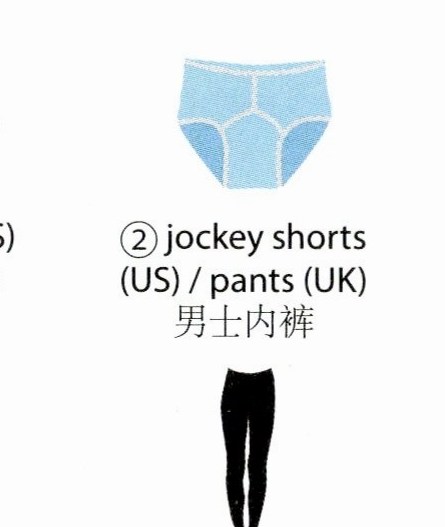 S)
② jockey shorts
(US) / pants (UK)
男士内裤